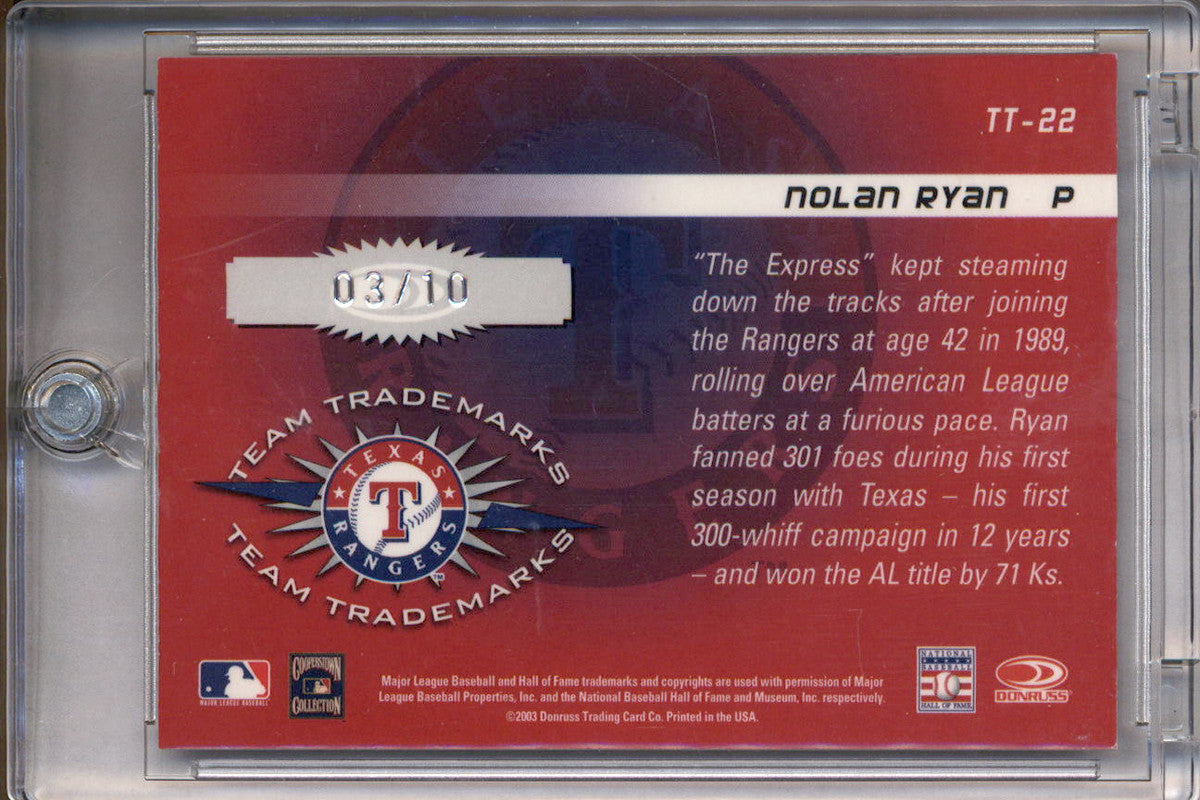 TT-22
NOLAN RYAN P
03/10
"The Express" kept steaming
down the tracks after joining
the Rangers at age 42 in 1989,
rolling over American League
batters at a furious pace. Ryan
fanned 301 foes during his first
season with Texas – his first
300-whiff campaign in 12 years
– and won the AL title by 71 Ks.
TEAM TRADEMARKS
TEXAS
RANGERS
TM
TEAM TRADEMARKS
MAJOR LEAGUE BASEBALL
COOPERSTOWN
COLLECTION
Major League Baseball and Hall of Fame trademarks and copyrights are used with permission of Major
League Baseball Properties, Inc. and the National Baseball Hall of Fame and Museum, Inc. respectively.
©2003 Donruss Trading Card Co. Printed in the USA.
NATIONAL
BASEBALL
HALL OF FAME
DONRUSS